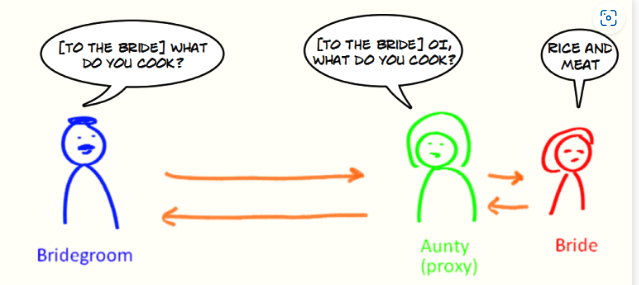 [TO THE BRIDE] WHAT
DO YOU COOK?
[TO THE BRIDE] OI,
WHAT DO YOU COOK?
RICE AND
MEAT
Bridegroom
Aunty
(proxy)
Bride